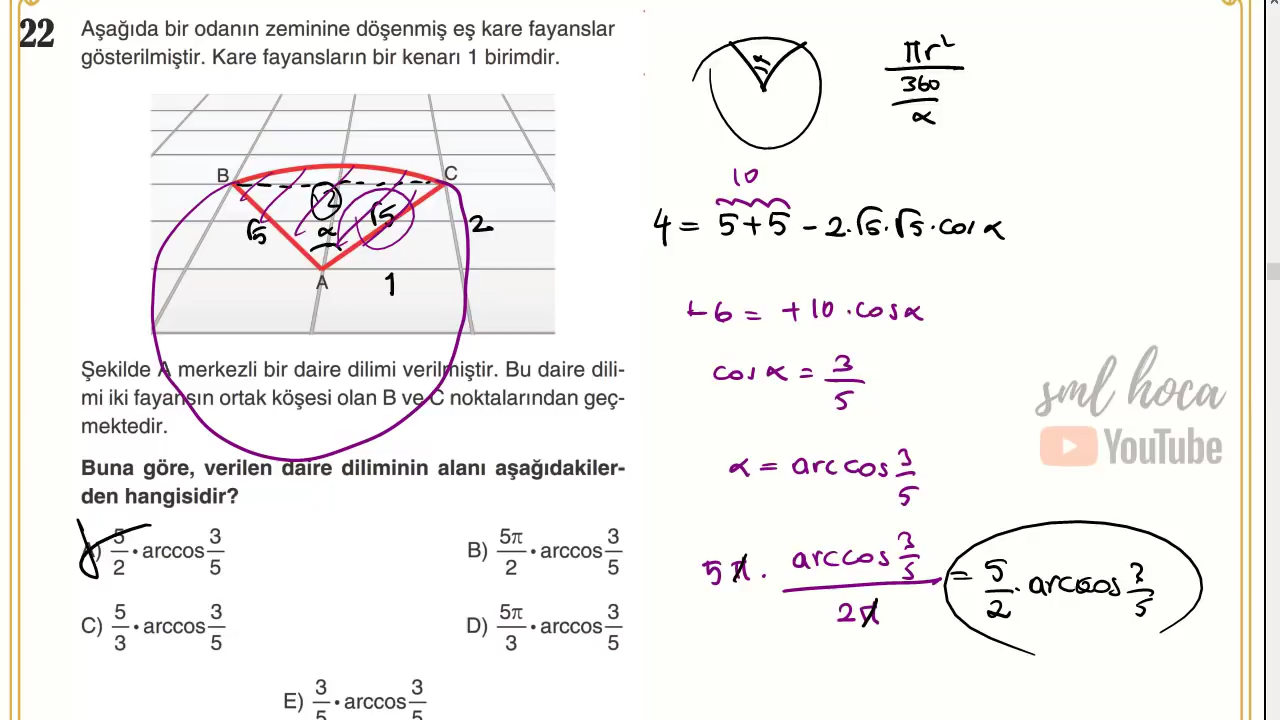 22
Aşağıda bir odanın zeminine döşenmiş eş kare fayanslar
gösterilmiştir. Kare fayansların bir kenarı 1 birimdir.
B
C
2
√5
α
√5
2
A
1
Şekilde A merkezli bir daire dilimi verilmiştir. Bu daire dili-
mi iki fayansın ortak köşesi olan B ve C noktalarından geç-
mektedir.
Buna göre, verilen daire diliminin alanı aşağıdakiler-
den hangisidir?
A) 5/2 • arccos 3/5
B) 5π/2 • arccos 3/5
C) 5/3 • arccos 3/5
D) 5π/3 • arccos 3/5
E) 3/5 • arccos 3/5
α
πr²
360
α
10
4 = 5+5 - 2.√5.√5.cosα
-6 = +10.cosα
cosα = 3/5
α = arccos 3/5
5π . arccos 3/5 / 2π = 5/2 . arccos 3/5
sml hoca
YouTube